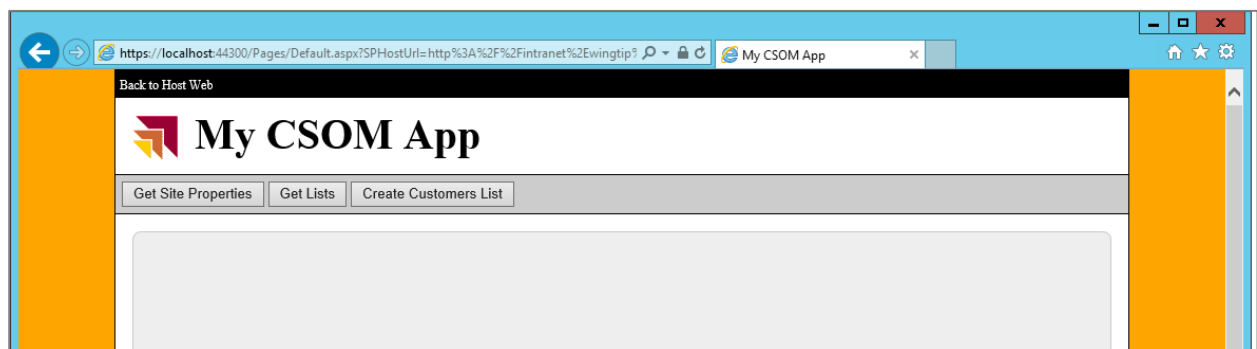 https://localhost:44300/Pages/Default.aspx?SPHostUrl=http%3A%2F%2Fintranet%2Ewingtip%
My CSOM App
Back to Host Web
My CSOM App
Get Site Properties
Get Lists
Create Customers List